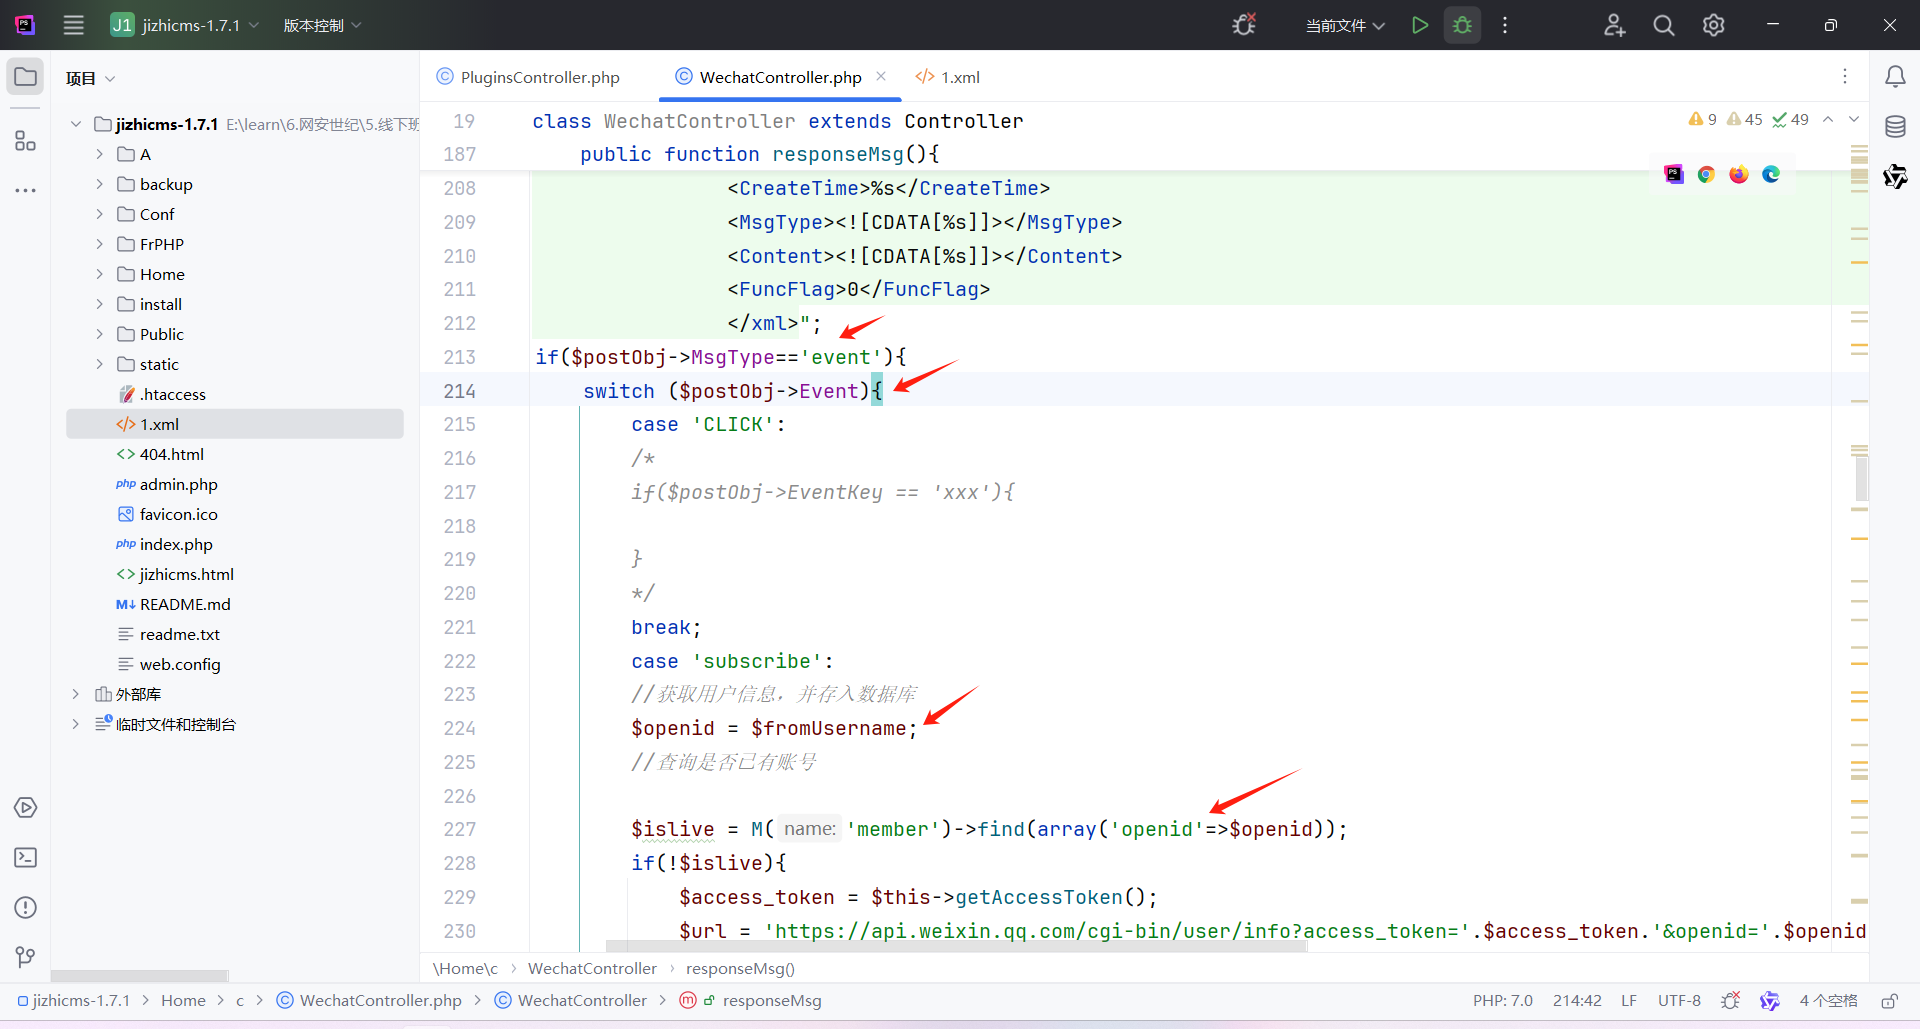 J1 jizhicms-1.7.1 版本控制 当前文件
项目
PluginsController.php WechatController.php 1.xml
jizhicms-1.7.1 E:\learn\6.网安世纪\5.线下班
A
backup
Conf
FrPHP
Home
install
Public
static
.htaccess
</> 1.xml
<> 404.html
php admin.php
favicon.ico
php index.php
<> jizhicms.html
M↓ README.md
readme.txt
web.config
外部库
临时文件和控制台
9 45 49
19 class WechatController extends Controller
187 public function responseMsg(){
208 <CreateTime>%s</CreateTime>
209 <MsgType><![CDATA[%s]]></MsgType>
210 <Content><![CDATA[%s]]></Content>
211 <FuncFlag>0</FuncFlag>
212 </xml>";
213 if($postObj->MsgType=='event'){
214 switch ($postObj->Event){
215 case 'CLICK':
216 /*
217 if($postObj->EventKey == 'xxx'){
218
219 }
220 */
221 break;
222 case 'subscribe':
223 //获取用户信息，并存入数据库
224 $openid = $fromUsername;
225 //查询是否已有账号
226
227 $islive = M( name: 'member')->find(array('openid'=>$openid));
228 if(!$islive){
229 $access_token = $this->getAccessToken();
230 $url = 'https://api.weixin.qq.com/cgi-bin/user/info?access_token='.$access_token.'&openid='.$openid
\Home\c > WechatController > responseMsg()
jizhicms-1.7.1 > Home > c > WechatController.php > WechatController > responseMsg
PHP: 7.0 214:42 LF UTF-8 4 个空格